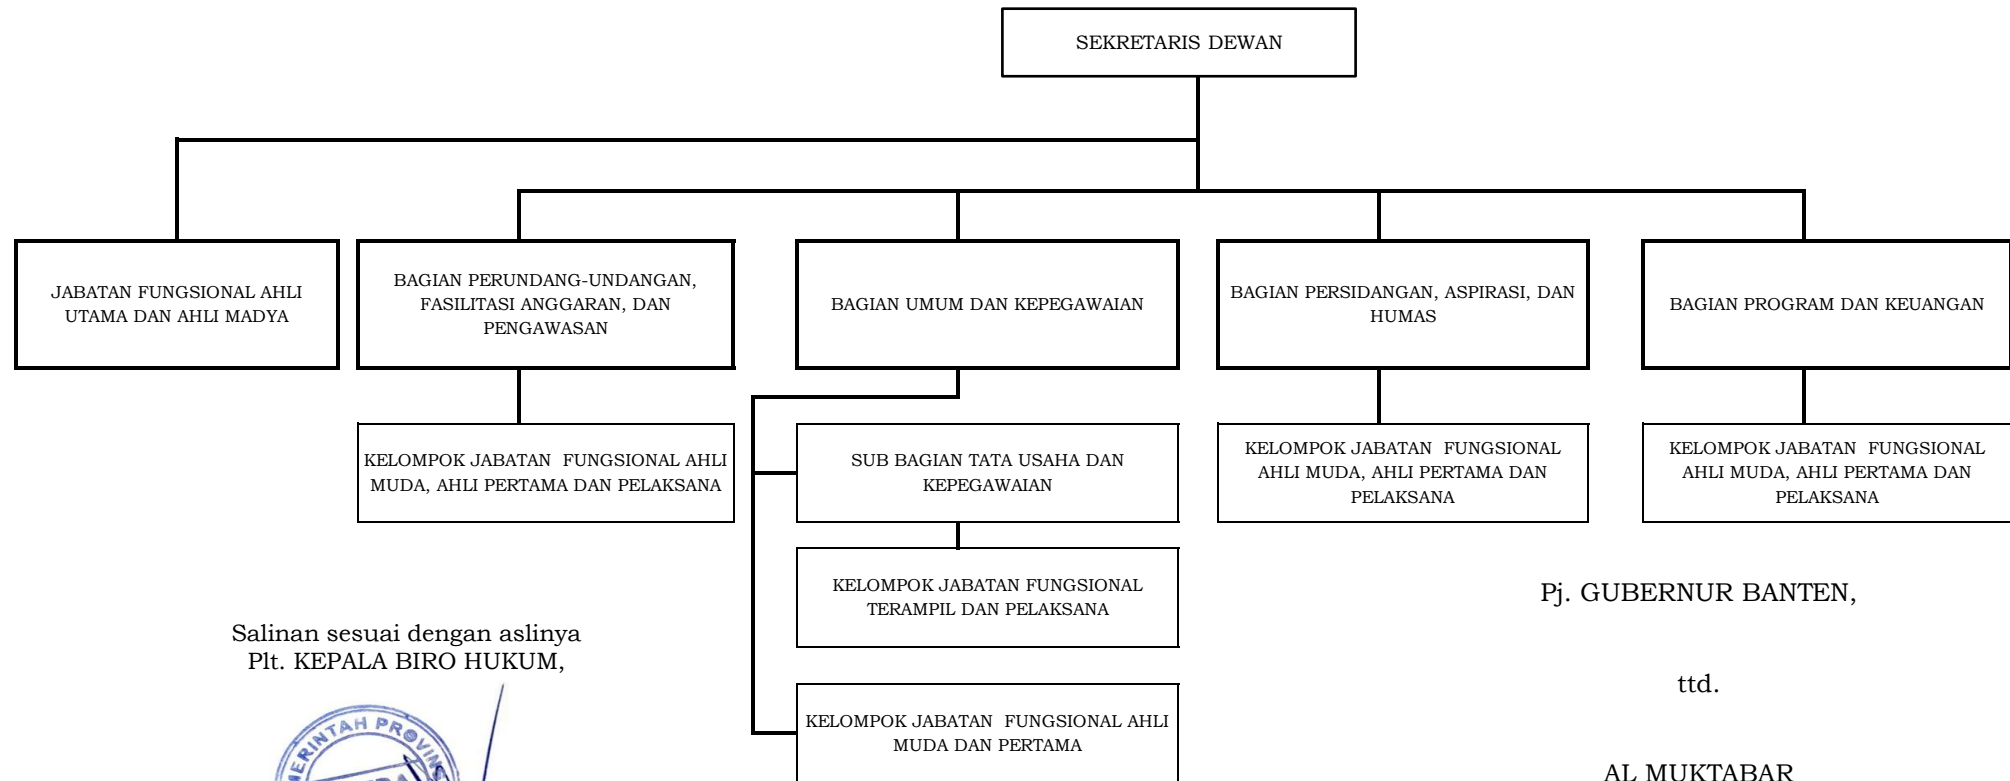 SEKRETARIS DEWAN
JABATAN FUNGSIONAL AHLI
UTAMA DAN AHLI MADYA
BAGIAN PERUNDANG-UNDANGAN,
FASILITASI ANGGARAN, DAN
PENGAWASAN
BAGIAN UMUM DAN KEPEGAWAIAN
BAGIAN PERSIDANGAN, ASPIRASI, DAN
HUMAS
BAGIAN PROGRAM DAN KEUANGAN
KELOMPOK JABATAN  FUNGSIONAL AHLI
MUDA, AHLI PERTAMA DAN PELAKSANA
SUB BAGIAN TATA USAHA DAN
KEPEGAWAIAN
KELOMPOK JABATAN  FUNGSIONAL
AHLI MUDA, AHLI PERTAMA DAN
PELAKSANA
KELOMPOK JABATAN  FUNGSIONAL
AHLI MUDA, AHLI PERTAMA DAN
PELAKSANA
KELOMPOK JABATAN FUNGSIONAL
TERAMPIL DAN PELAKSANA
KELOMPOK JABATAN  FUNGSIONAL AHLI
MUDA DAN PERTAMA
Salinan sesuai dengan aslinya
Plt. KEPALA BIRO HUKUM,
Pj. GUBERNUR BANTEN,
ttd.
AL MUKTABAR